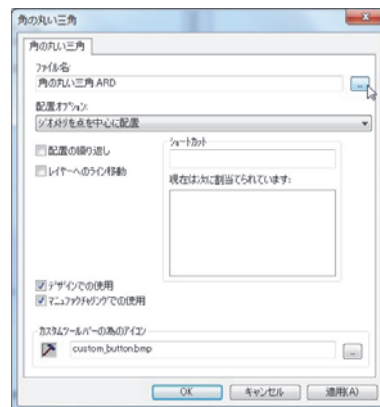 角の丸い三角
角の丸い三角
ファイル名:
角の丸い三角.ARD
...
配置オプション:
ジオメトリを点を中心に配置
配置の繰り返し
レイヤーへのライン移動
ショートカット
現在は次に割当てられています:
デザインでの使用
マニュファクチャリングでの使用
カスタムツールバーの為のアイコン
custom_button.bmp
...
OK
キャンセル
適用(A)